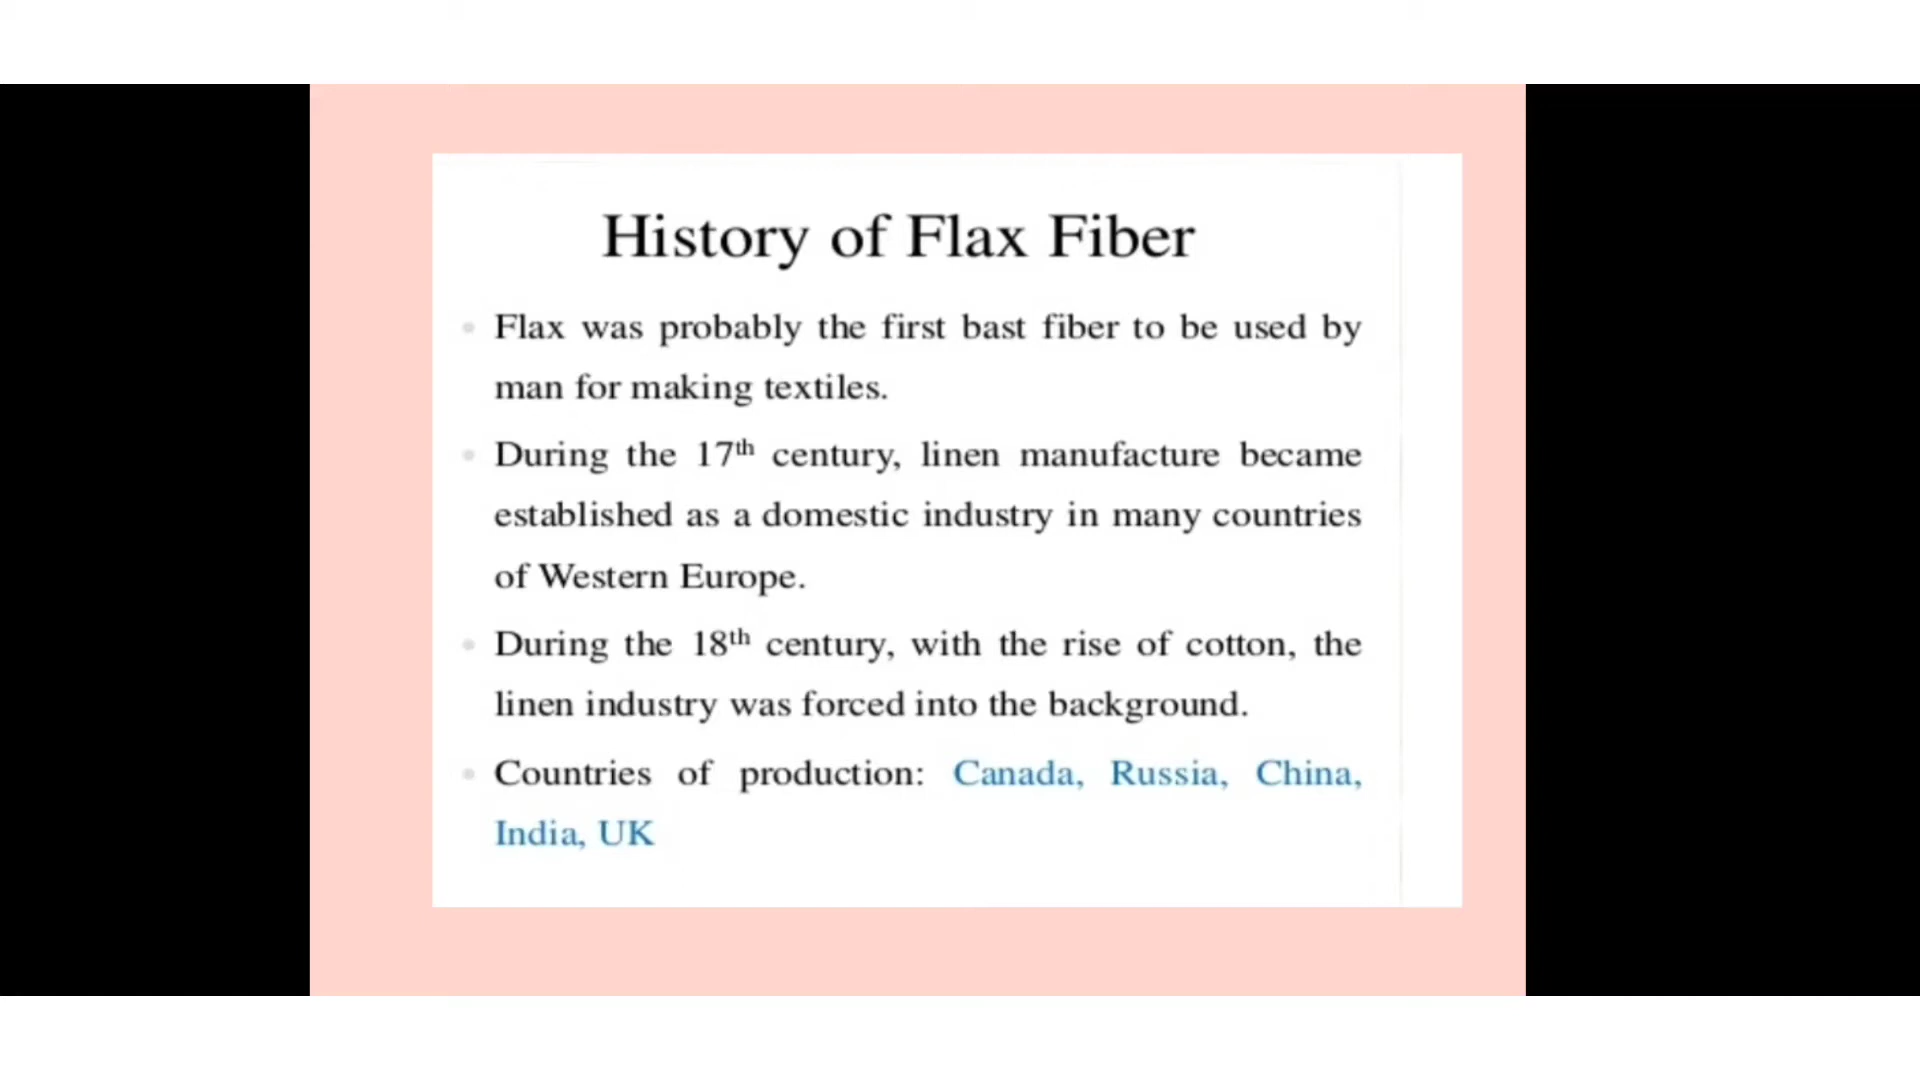 History of Flax Fiber
Flax was probably the first bast fiber to be used by
man for making textiles.
During the 17th century, linen manufacture became
established as a domestic industry in many countries
of Western Europe.
During the 18th century, with the rise of cotton, the
linen industry was forced into the background.
Countries of production: Canada, Russia, China,
India, UK